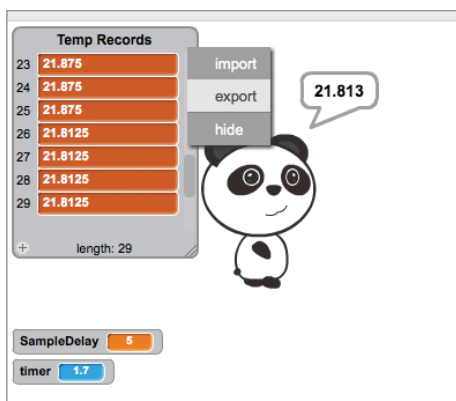 Temp Records
23 21.875
24 21.875
25 21.875
26 21.8125
27 21.8125
28 21.8125
29 21.8125
+ length: 29
import
export
hide
21.813
SampleDelay 5
timer 1.7